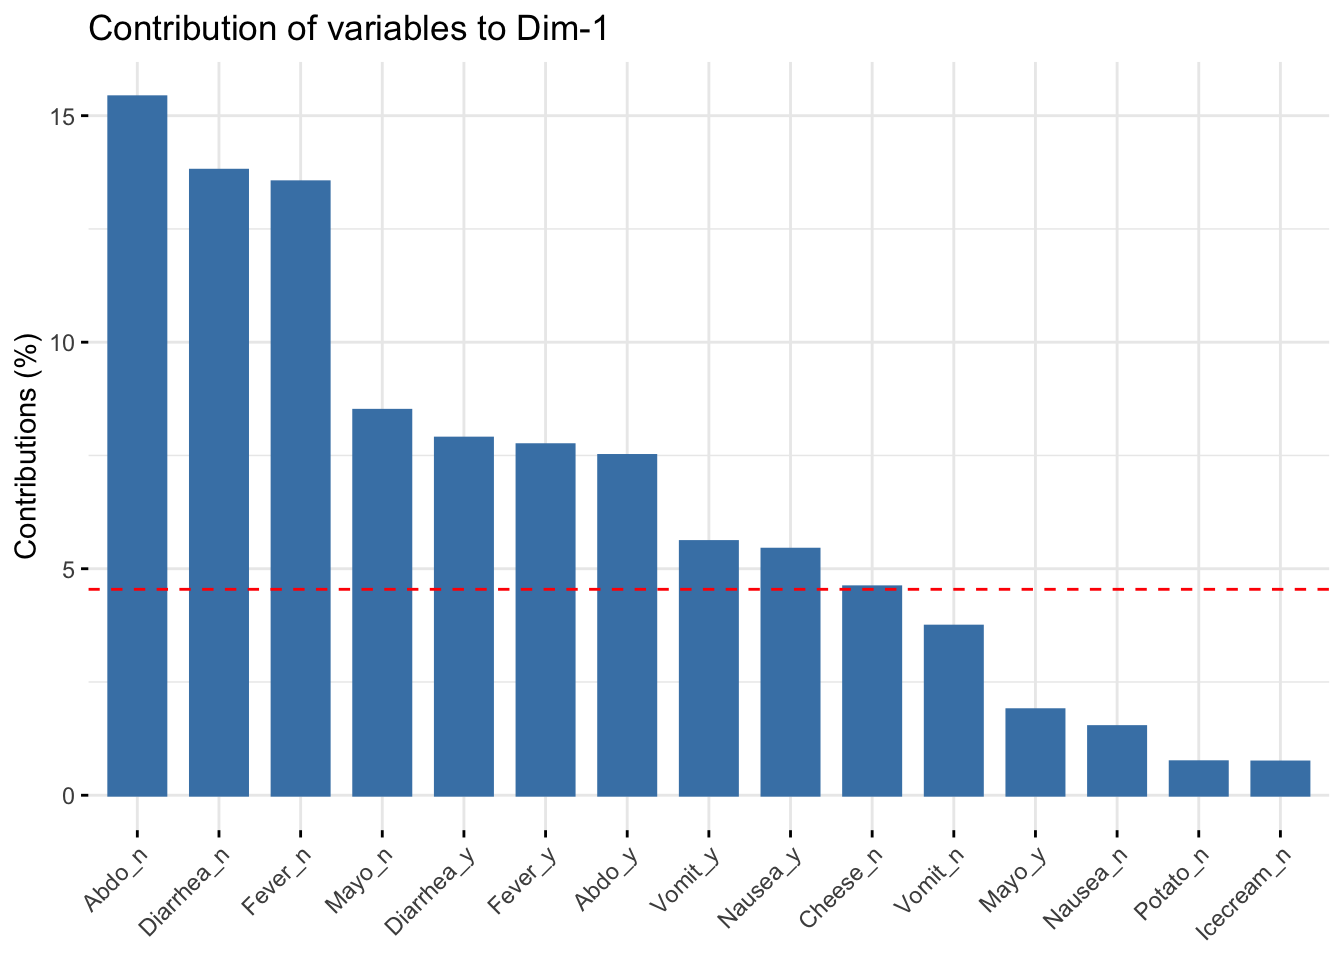 Contribution of variables to Dim-1
Contributions (%)
15
10
5
0
Abdo_n
Diarrhea_n
Fever_n
Mayo_n
Diarrhea_y
Fever_y
Abdo_y
Vomit_y
Nausea_y
Cheese_n
Vomit_n
Mayo_y
Nausea_n
Potato_n
Icecream_n